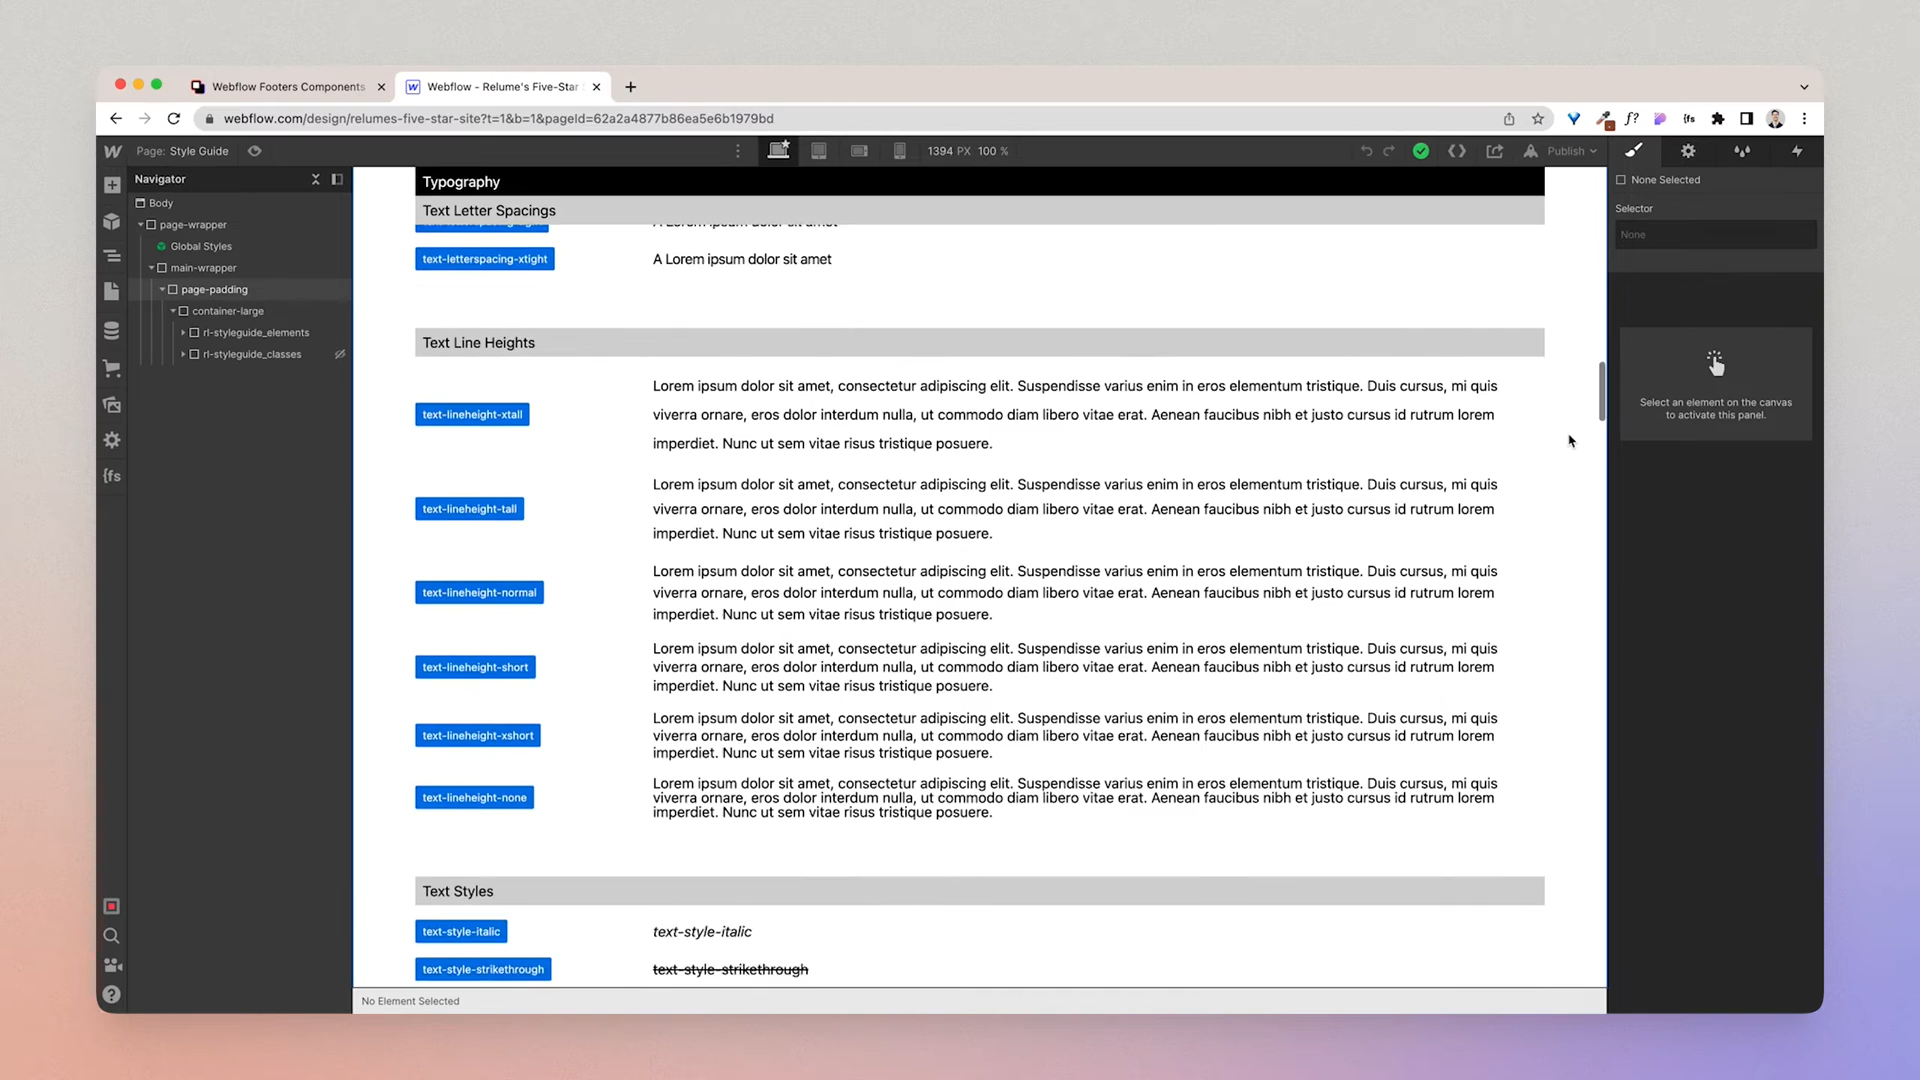 Webflow Footers Components
Webflow - Relume's Five-Star
webflow.com/design/relumes-five-star-site?t=1&b=1&pageId=62a2a4877b86ea5e6b1979bd
Page: Style Guide
1394 PX 100 %
Publish
Navigator
Body
page-wrapper
Global Styles
main-wrapper
page-padding
container-large
rl-styleguide_elements
rl-styleguide_classes
{fs
Typography
Text Letter Spacings
A Lorem ipsum dolor sit amet
text-letterspacing-xtight
A Lorem ipsum dolor sit amet
Text Line Heights
text-lineheight-xtall
Lorem ipsum dolor sit amet, consectetur adipiscing elit. Suspendisse varius enim in eros elementum tristique. Duis cursus, mi quis
viverra ornare, eros dolor interdum nulla, ut commodo diam libero vitae erat. Aenean faucibus nibh et justo cursus id rutrum lorem
imperdiet. Nunc ut sem vitae risus tristique posuere.
text-lineheight-tall
Lorem ipsum dolor sit amet, consectetur adipiscing elit. Suspendisse varius enim in eros elementum tristique. Duis cursus, mi quis
viverra ornare, eros dolor interdum nulla, ut commodo diam libero vitae erat. Aenean faucibus nibh et justo cursus id rutrum lorem
imperdiet. Nunc ut sem vitae risus tristique posuere.
text-lineheight-normal
Lorem ipsum dolor sit amet, consectetur adipiscing elit. Suspendisse varius enim in eros elementum tristique. Duis cursus, mi quis
viverra ornare, eros dolor interdum nulla, ut commodo diam libero vitae erat. Aenean faucibus nibh et justo cursus id rutrum lorem
imperdiet. Nunc ut sem vitae risus tristique posuere.
text-lineheight-short
Lorem ipsum dolor sit amet, consectetur adipiscing elit. Suspendisse varius enim in eros elementum tristique. Duis cursus, mi quis
viverra ornare, eros dolor interdum nulla, ut commodo diam libero vitae erat. Aenean faucibus nibh et justo cursus id rutrum lorem
imperdiet. Nunc ut sem vitae risus tristique posuere.
text-lineheight-xshort
Lorem ipsum dolor sit amet, consectetur adipiscing elit. Suspendisse varius enim in eros elementum tristique. Duis cursus, mi quis
viverra ornare, eros dolor interdum nulla, ut commodo diam libero vitae erat. Aenean faucibus nibh et justo cursus id rutrum lorem
imperdiet. Nunc ut sem vitae risus tristique posuere.
text-lineheight-none
Lorem ipsum dolor sit amet, consectetur adipiscing elit. Suspendisse varius enim in eros elementum tristique. Duis cursus, mi quis
viverra ornare, eros dolor interdum nulla, ut commodo diam libero vitae erat. Aenean faucibus nibh et justo cursus id rutrum lorem
imperdiet. Nunc ut sem vitae risus tristique posuere.
Text Styles
text-style-italic
text-style-italic
text-style-strikethrough
text-style-strikethrough
No Element Selected
None Selected
Selector
None
Select an element on the canvas
to activate this panel.